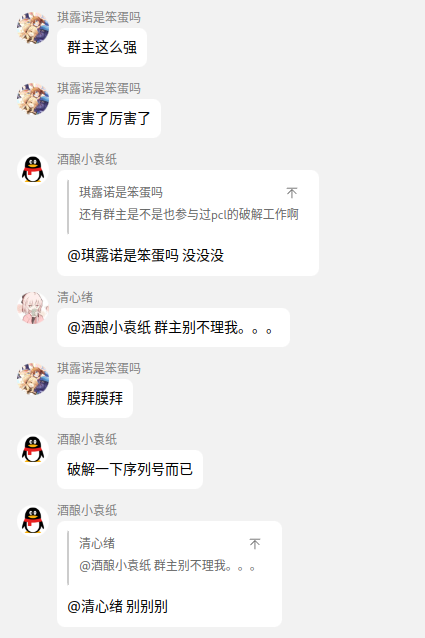 琪露诺是笨蛋吗
群主这么强
琪露诺是笨蛋吗
厉害了厉害了
酒酿小袁纸
琪露诺是笨蛋吗 不
还有群主是不是也参与过pcl的破解工作啊
@琪露诺是笨蛋吗 没没没
清心绪
@酒酿小袁纸 群主别不理我。。。
琪露诺是笨蛋吗
膜拜膜拜
酒酿小袁纸
破解一下序列号而已
酒酿小袁纸
清心绪 不
@酒酿小袁纸 群主别不理我。。。
@清心绪 别别别